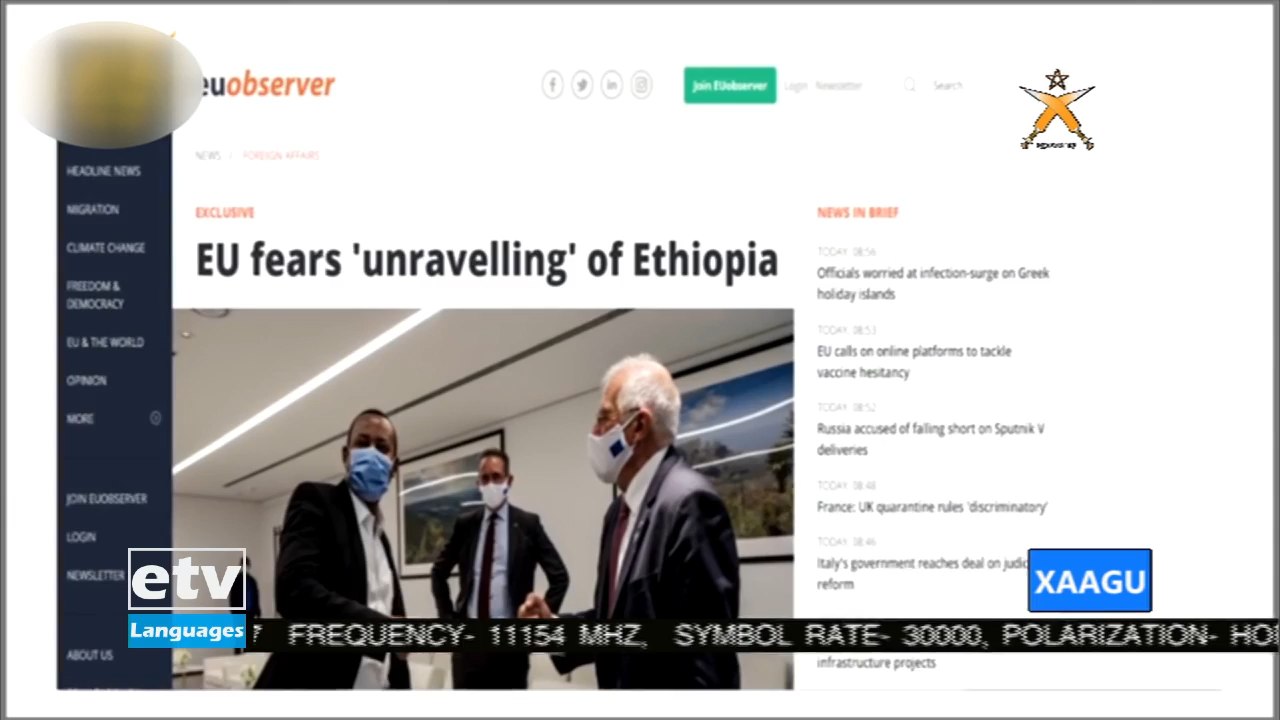 euobserver
Join EUobserver
Login
Newsletter
Search
NEWS / FOREIGN AFFAIRS
HEADLINE NEWS
MIGRATION
CLIMATE CHANGE
FREEDOM &
DEMOCRACY
EU & THE WORLD
OPINION
MORE
JOIN EUOBSERVER
LOGIN
NEWSLETTER
ABOUT US
EXCLUSIVE
EU fears 'unravelling' of Ethiopia
NEWS IN BRIEF
TODAY, 08:56
Officials worried at infection-surge on Greek
holiday islands
TODAY, 08:53
EU calls on online platforms to tackle
vaccine hesitancy
TODAY, 08:52
Russia accused of falling short on Sputnik V
deliveries
TODAY, 08:48
France: UK quarantine rules 'discriminatory'
TODAY, 08:46
Italy's government reaches deal on judic
reform
infrastructure projects
XAAGU
etv
Languages
7 FREQUENCY- 11154 MHZ, SYMBOL RATE- 30000, POLARIZATION- HO